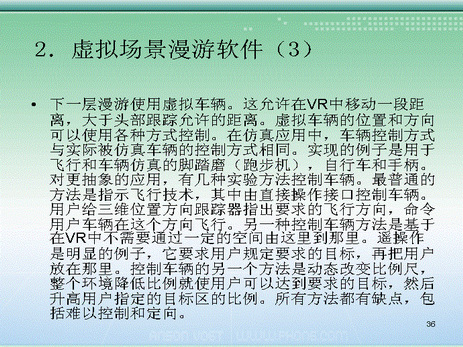 2．虚拟场景漫游软件（3）
• 下一层漫游使用虚拟车辆。这允许在VR中移动一段距
离，大于头部跟踪允许的距离。虚拟车辆的位置和方向
可以使用各种方式控制。在仿真应用中，车辆控制方式
与实际被仿真车辆的控制方式相同。实现的例子是用于
飞行和车辆仿真的脚踏磨（跑步机），自行车和手柄。
对更抽象的应用，有几种实验方法控制车辆。最普通的
方法是指示飞行技术，其中由直接操作接口控制车辆。
用户给三维位置方向跟踪器指出要求的飞行方向，命令
用户车辆在这个方向飞行。另一种控制车辆方法是基于
在VR中不需要通过一定的空间由这里到那里。遥操作
是明显的例子，它要求用户规定要求的目标，再把用户
放在那里。控制车辆的另一个方法是动态改变比例尺，
整个环境降低比例就使用户可以达到要求的目标，然后
升高用户指定的目标区的比例。所有方法都有缺点，包
括难以控制和定向。
36